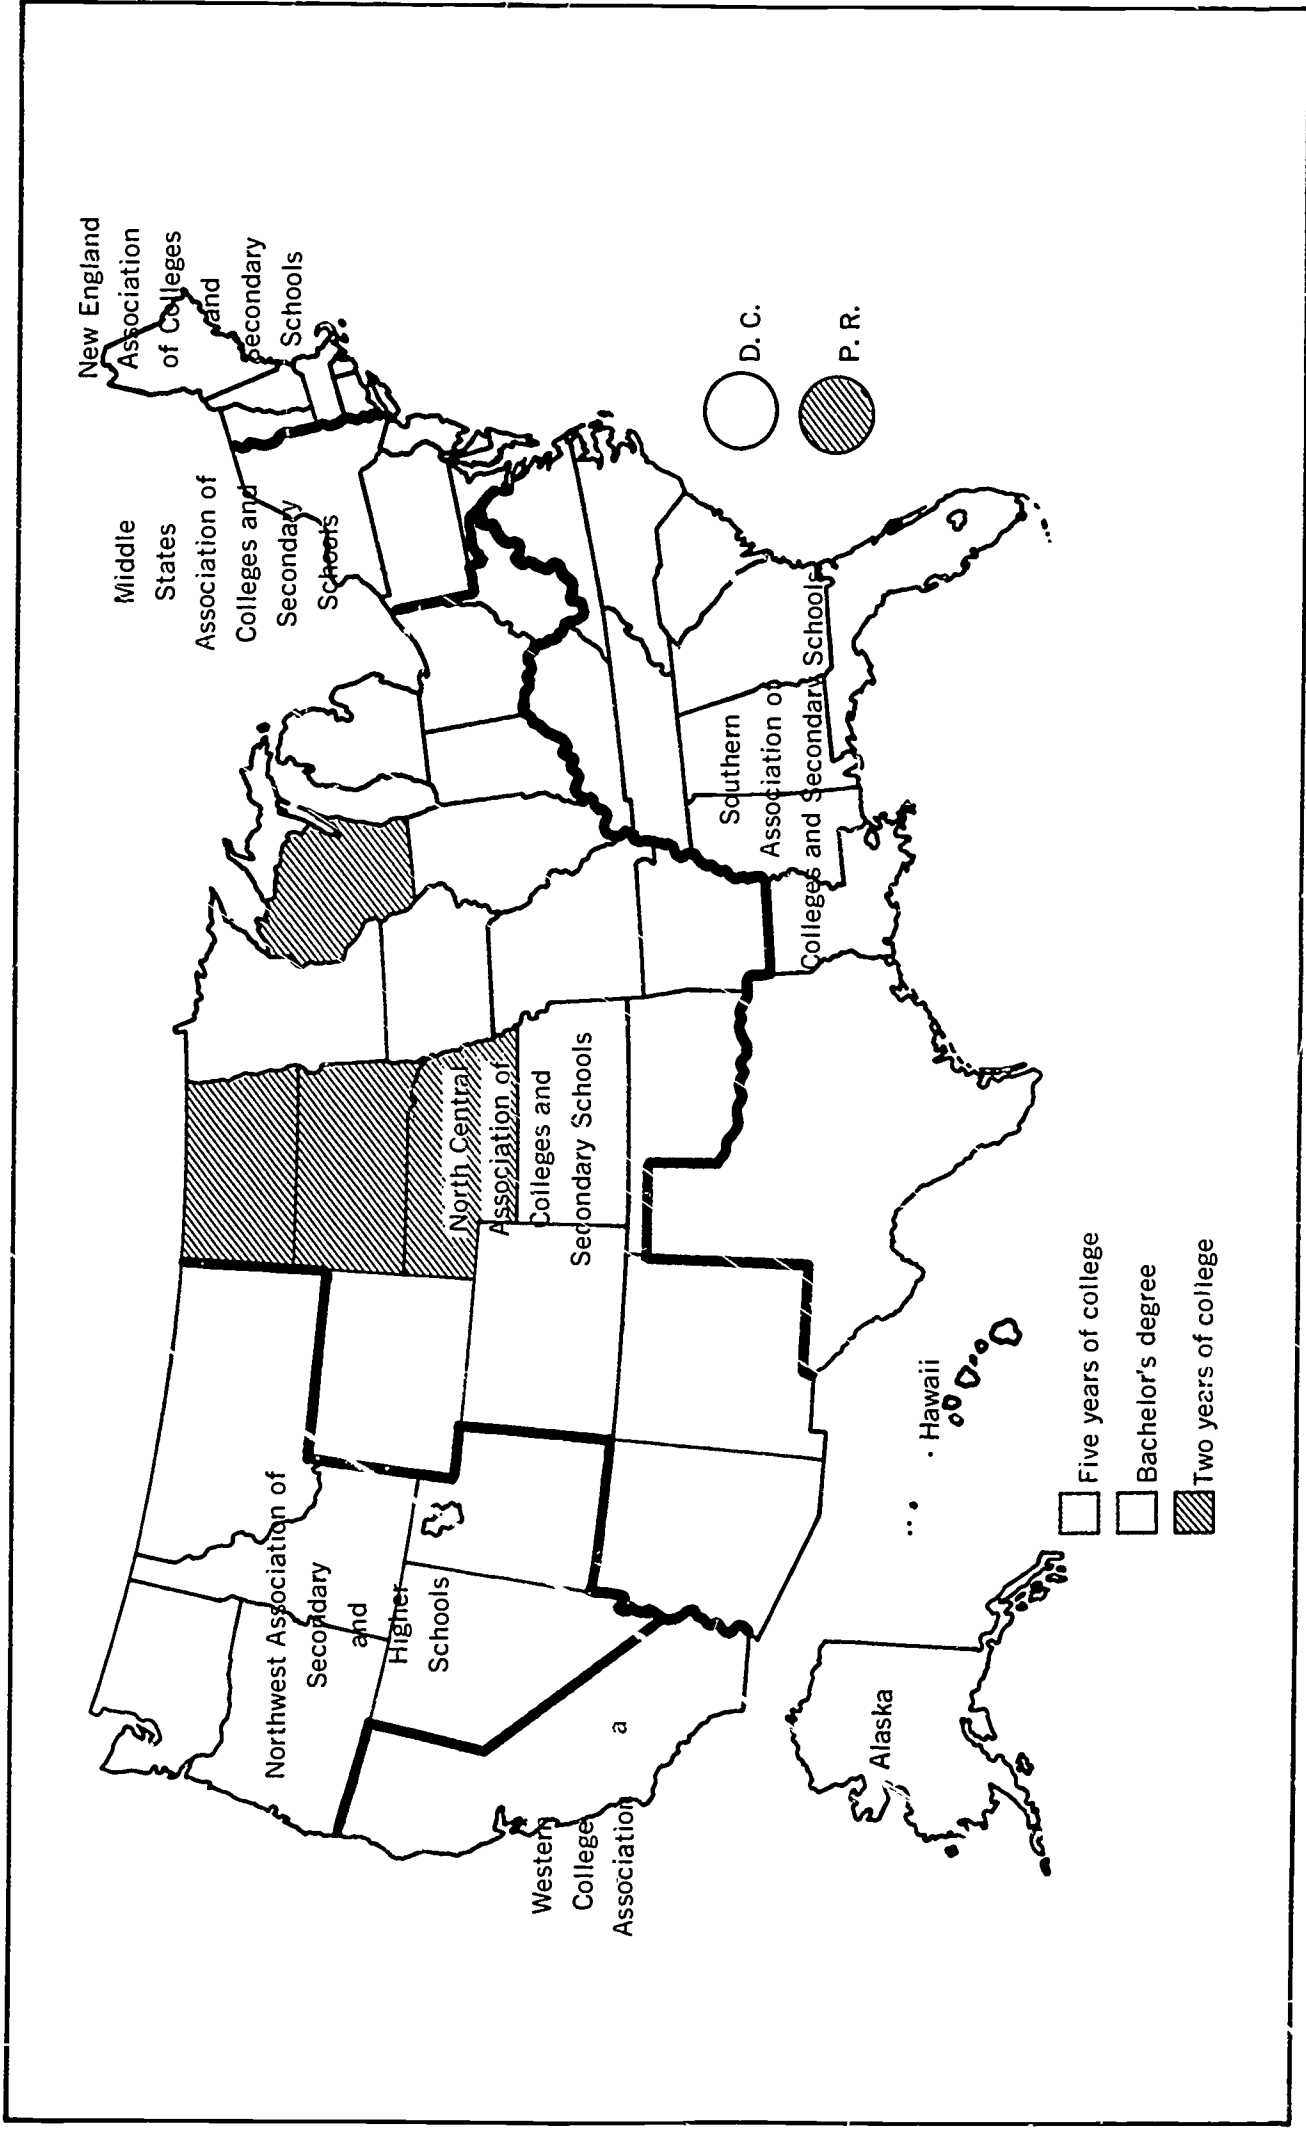 New England
Association
of Colleges
and
Secondary
Schools
Middle
States
Association of
Colleges and
Secondary
Schools
North Central
Association of
Colleges and
Secondary Schools
Northwest Association of
Secondary
and
Higher
Schools
Western
College
Association
a
Southern
Association of
Colleges and Secondary Schools
D. C.
P. R.
Hawaii
Alaska
Five years of college
Bachelor's degree
Two years of college